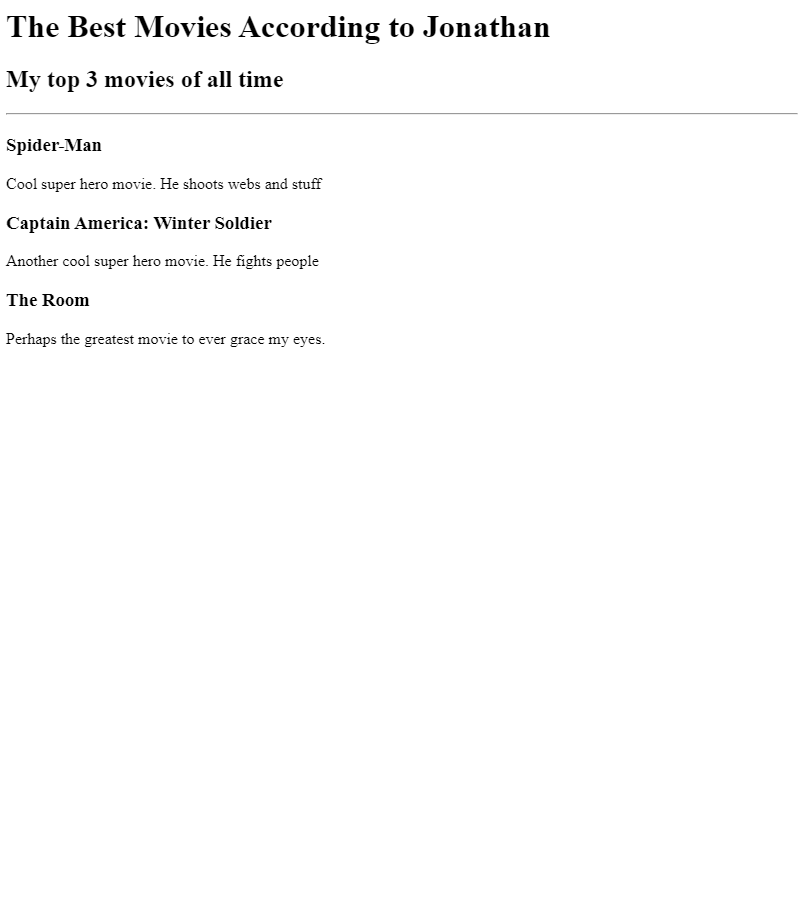 The Best Movies According to Jonathan
My top 3 movies of all time
Spider-Man
Cool super hero movie. He shoots webs and stuff
Captain America: Winter Soldier
Another cool super hero movie. He fights people
The Room
Perhaps the greatest movie to ever grace my eyes.